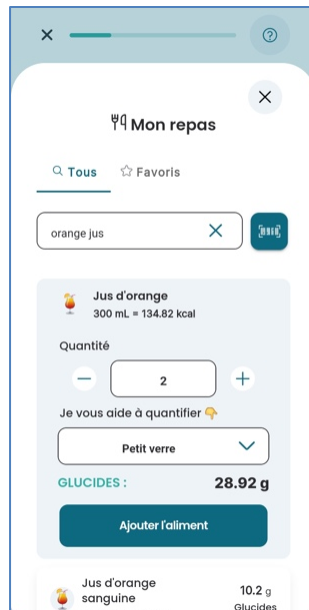 Mon repas
Tous
Favoris
orange jus
Jus d'orange
300 mL = 134.82 kcal
Quantité
2
Je vous aide à quantifier 👇
Petit verre
GLUCIDES :
28.92 g
Ajouter l'aliment
Jus d'orange
sanguine
10.2 g
Glucides